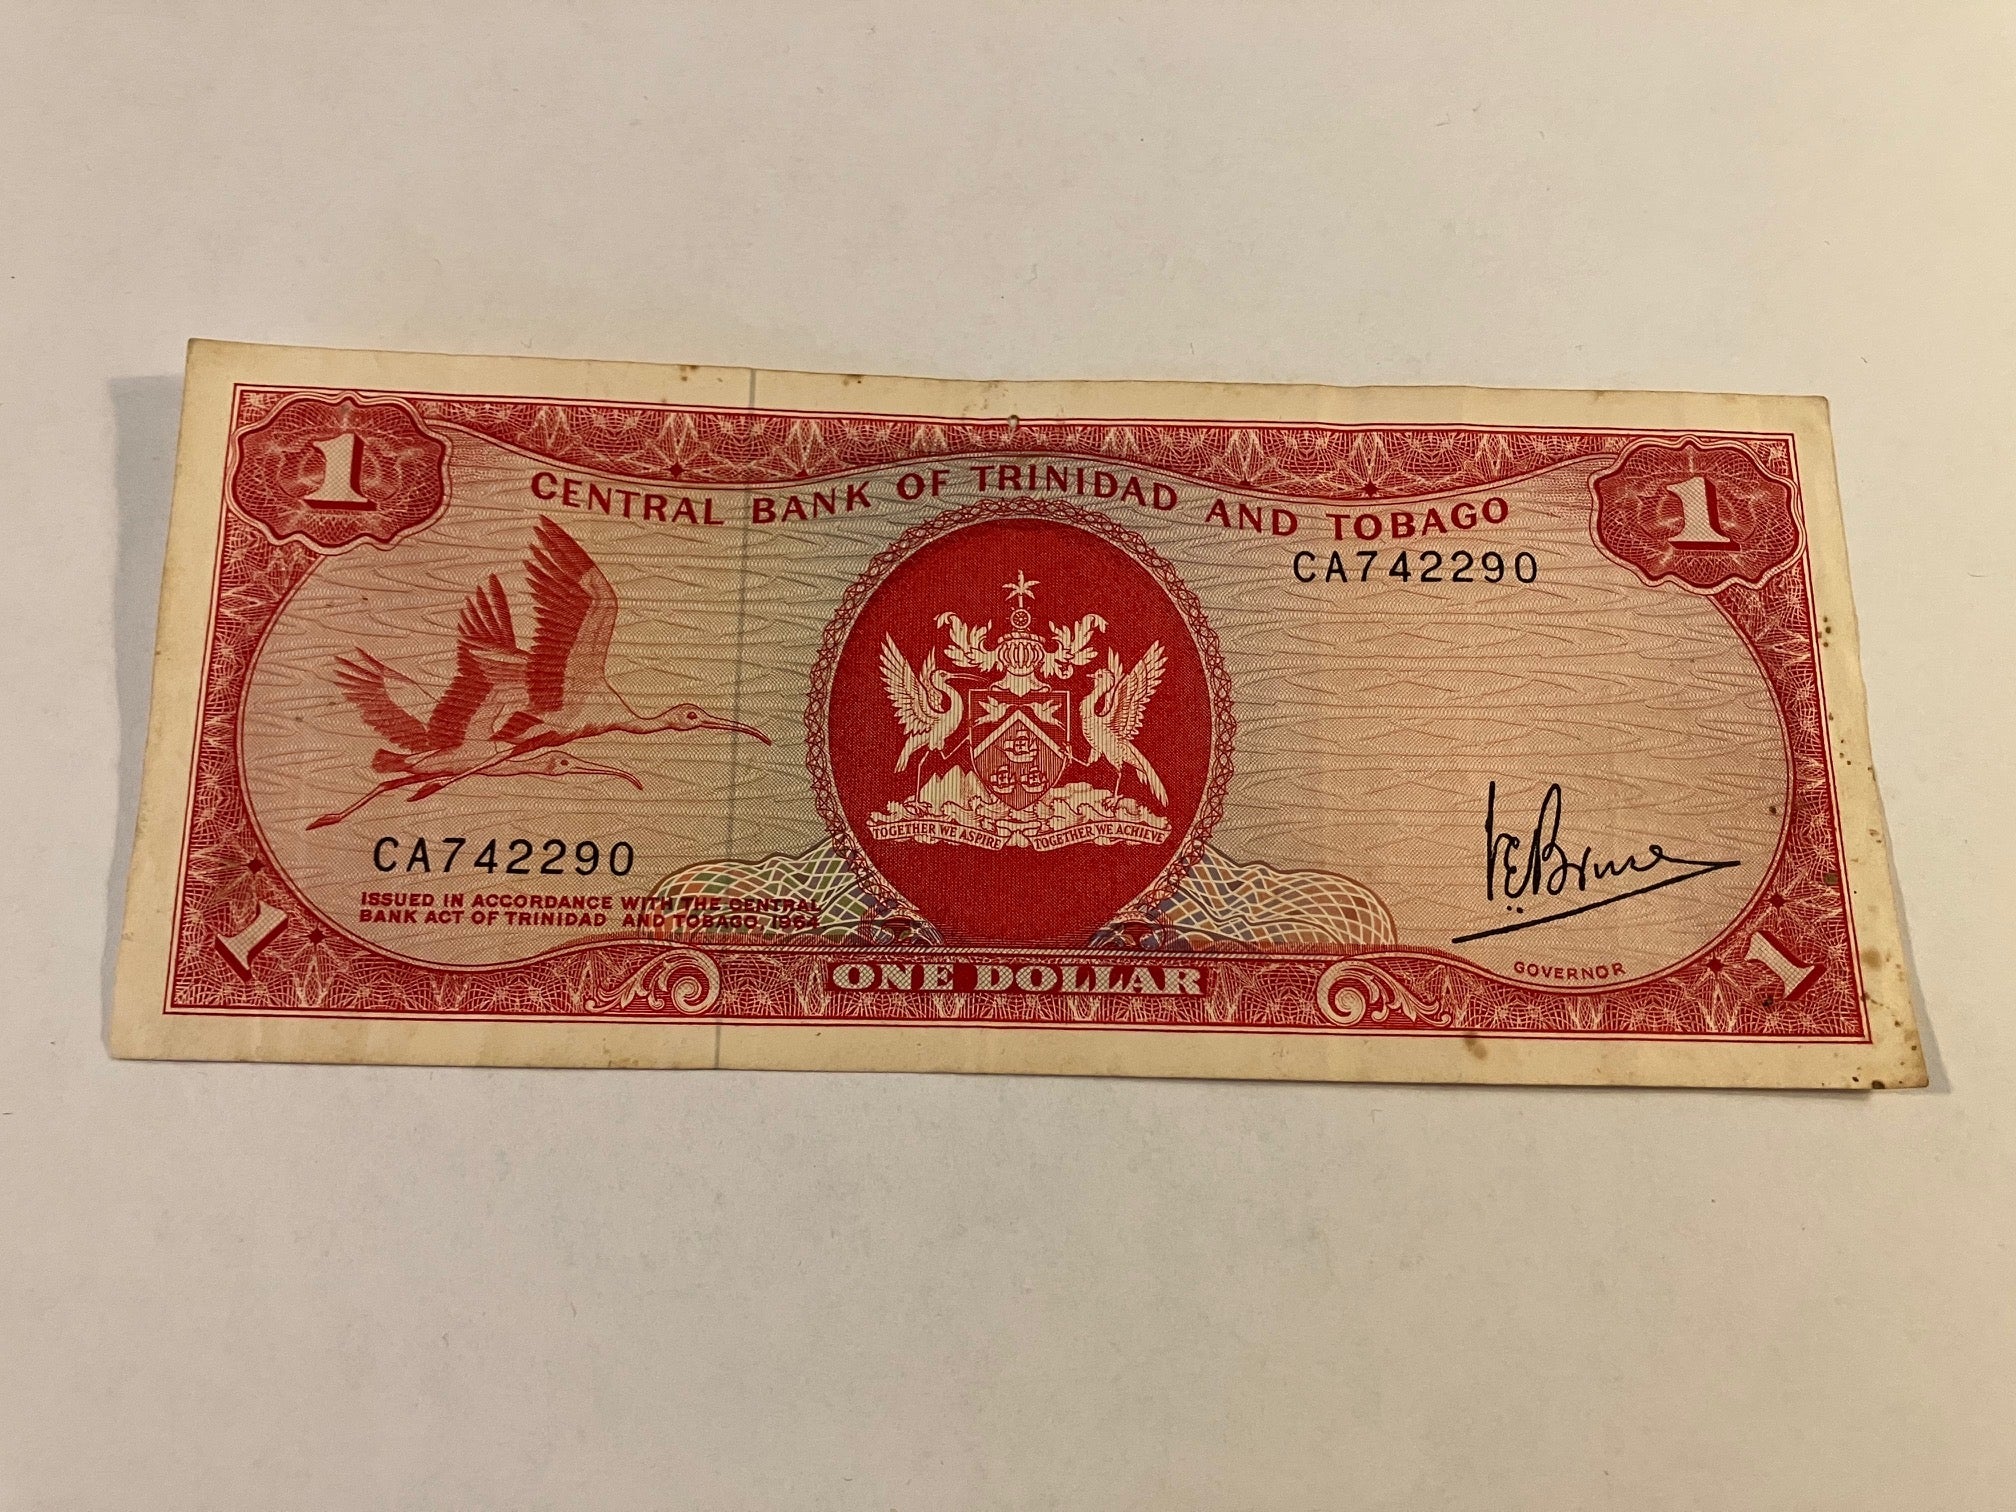 1
1
CENTRAL BANK OF TRINIDAD AND TOBAGO
CA742290
TOGETHER WE ASPIRE TOGETHER WE ACHIEVE
CA742290
ISSUED IN ACCORDANCE WITH THE CENTRAL
BANK ACT OF TRINIDAD AND TOBAGO, 1964
VEBruce
GOVERNOR
1
ONE DOLLAR
1